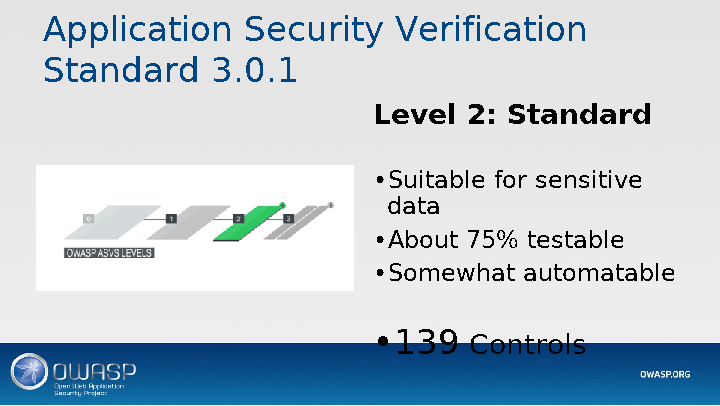 Application Security Verification
Standard 3.0.1
Level 2: Standard
•Suitable for sensitive
data
•About 75% testable
•Somewhat automatable
•139 Controls
0 1 2 3
OWASP ASVS LEVELS
OWASP
Open Web Application
Security Project
OWASP.ORG